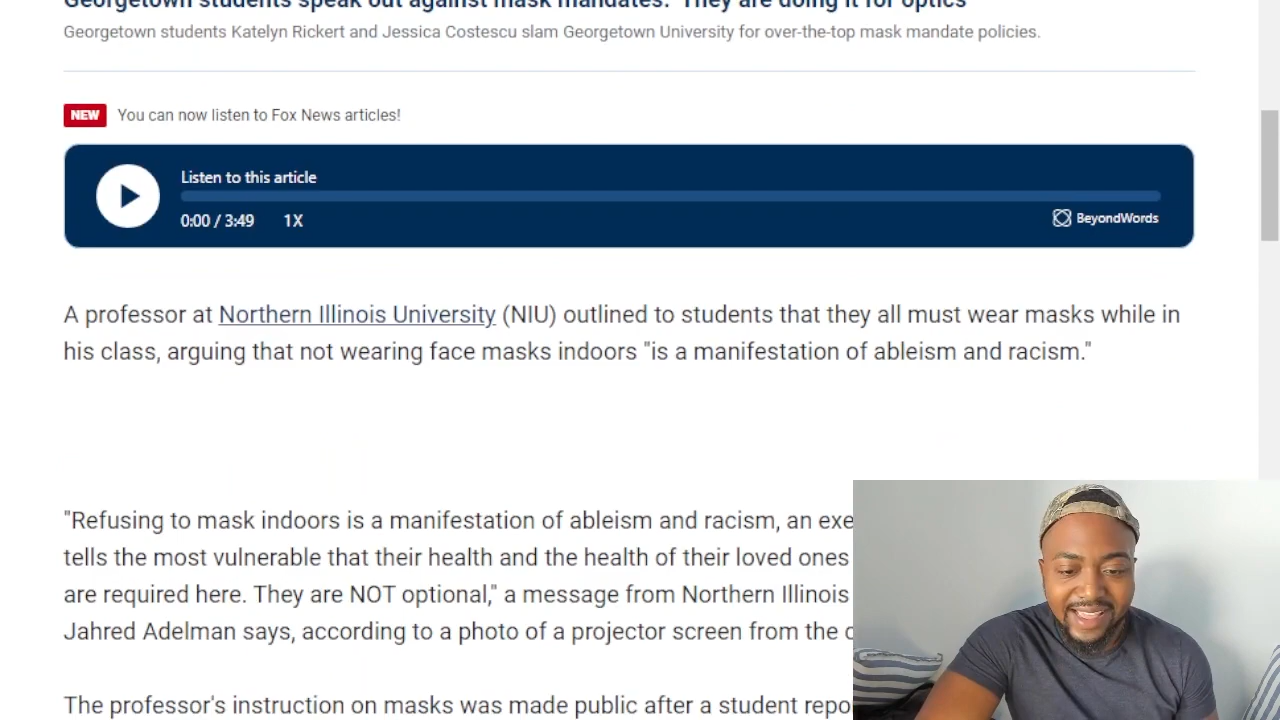 Georgetown students speak out against mask mandates: 'They are doing it for optics'
Georgetown students Katelyn Rickert and Jessica Costescu slam Georgetown University for over-the-top mask mandate policies.
NEW You can now listen to Fox News articles!
Listen to this article
0:00 / 3:49 1X BeyondWords
A professor at Northern Illinois University (NIU) outlined to students that they all must wear masks while in
his class, arguing that not wearing face masks indoors "is a manifestation of ableism and racism."
"Refusing to mask indoors is a manifestation of ableism and racism, an exe
tells the most vulnerable that their health and the health of their loved ones
are required here. They are NOT optional," a message from Northern Illinois
Jahred Adelman says, according to a photo of a projector screen from the c
The professor's instruction on masks was made public after a student repo